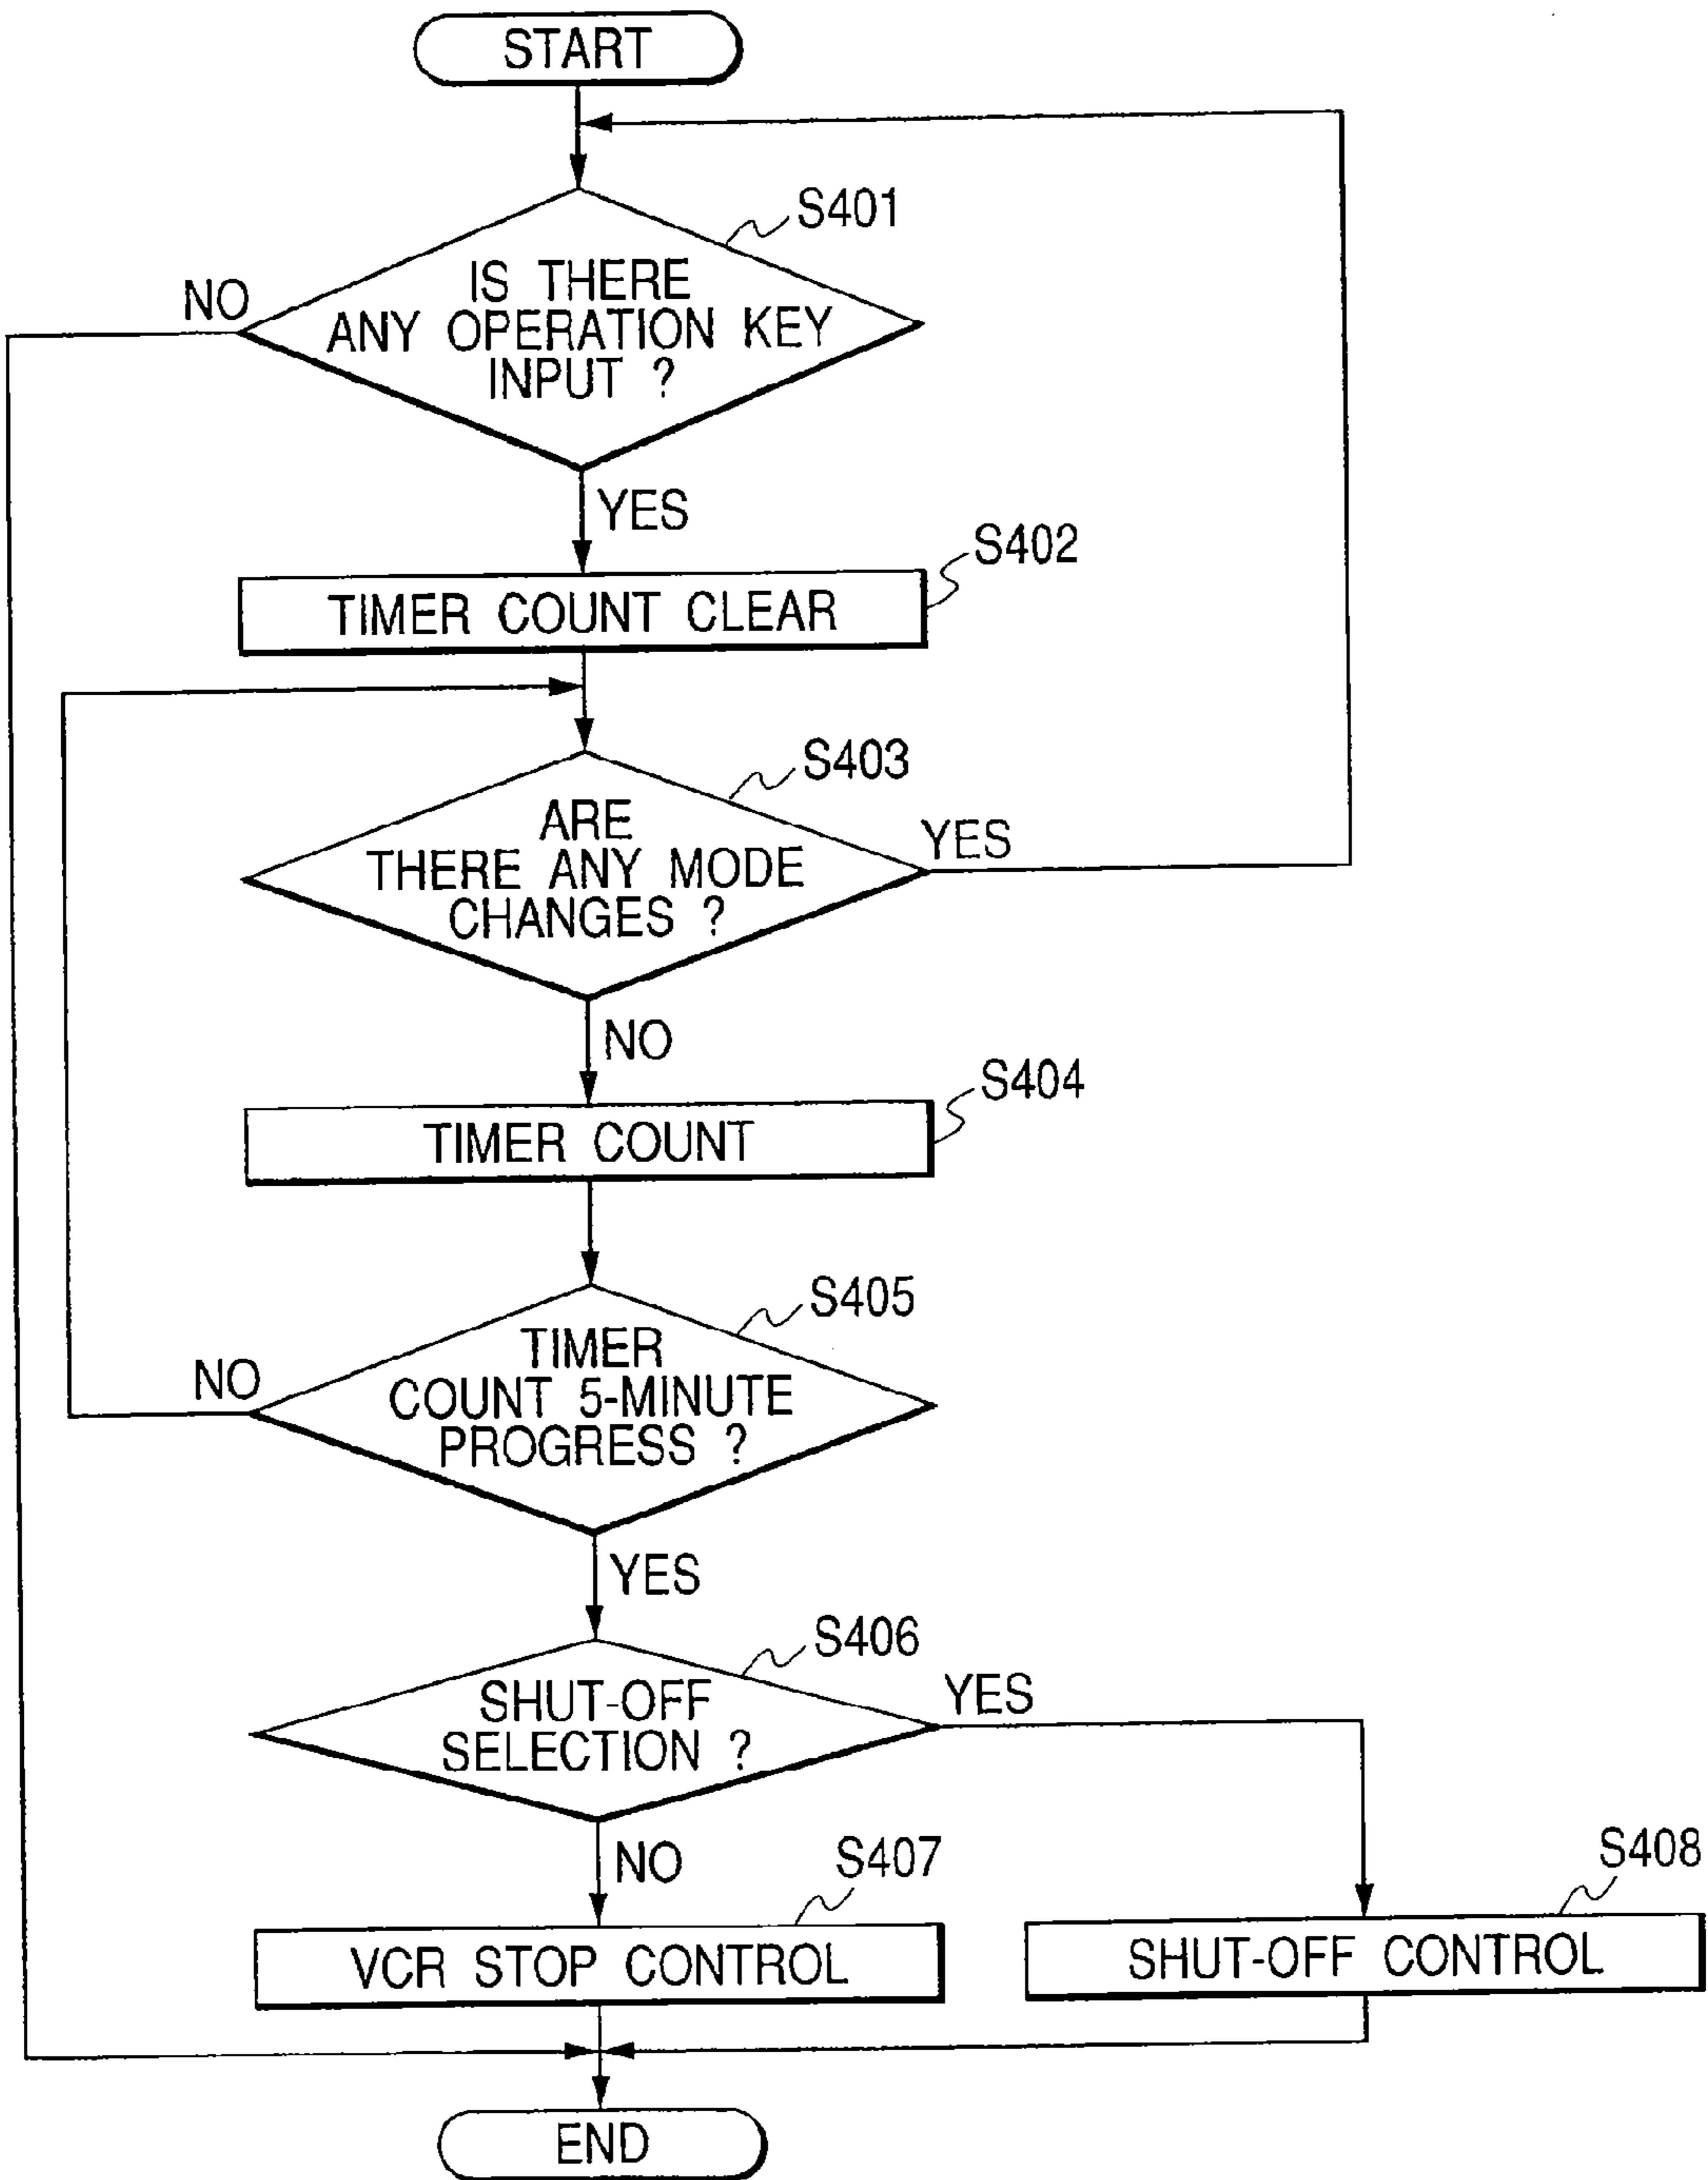 START
S401
IS THERE
ANY OPERATION KEY
INPUT ?
NO
YES
S402
TIMER COUNT CLEAR
S403
ARE
THERE ANY MODE
CHANGES ?
YES
NO
S404
TIMER COUNT
S405
TIMER
COUNT 5-MINUTE
PROGRESS ?
NO
YES
S406
SHUT-OFF
SELECTION ?
YES
NO
S407
VCR STOP CONTROL
S408
SHUT-OFF CONTROL
END